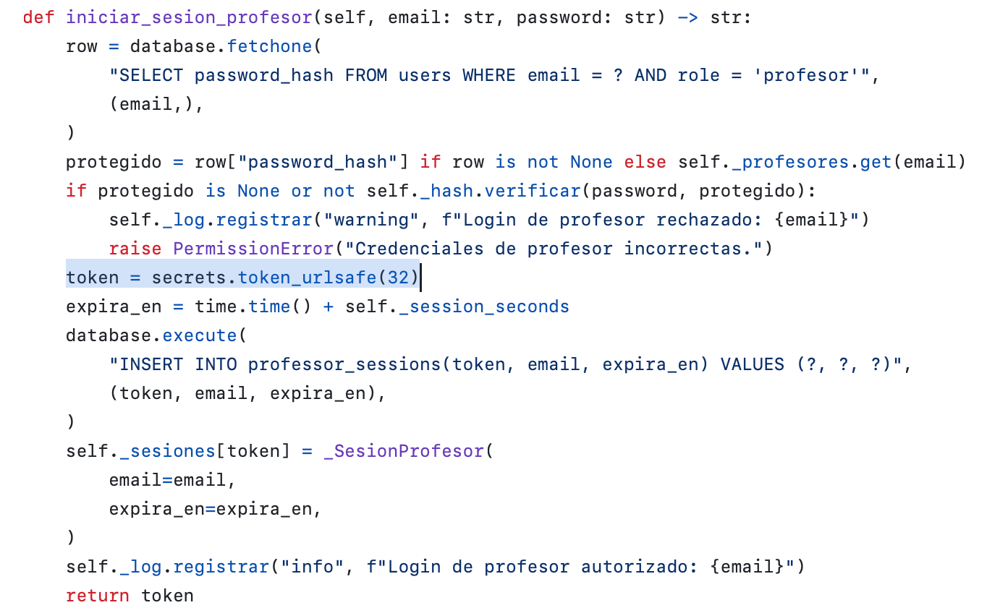 def iniciar_sesion_profesor(self, email: str, password: str) -> str:
    row = database.fetchone(
        "SELECT password_hash FROM users WHERE email = ? AND role = 'profesor'",
        (email,),
    )
    protegido = row["password_hash"] if row is not None else self._profesores.get(email)
    if protegido is None or not self._hash.verificar(password, protegido):
        self._log.registrar("warning", f"Login de profesor rechazado: {email}")
        raise PermissionError("Credenciales de profesor incorrectas.")
    token = secrets.token_urlsafe(32)
    expira_en = time.time() + self._session_seconds
    database.execute(
        "INSERT INTO professor_sessions(token, email, expira_en) VALUES (?, ?, ?)",
        (token, email, expira_en),
    )
    self._sesiones[token] = _SesionProfesor(
        email=email,
        expira_en=expira_en,
    )
    self._log.registrar("info", f"Login de profesor autorizado: {email}")
    return token